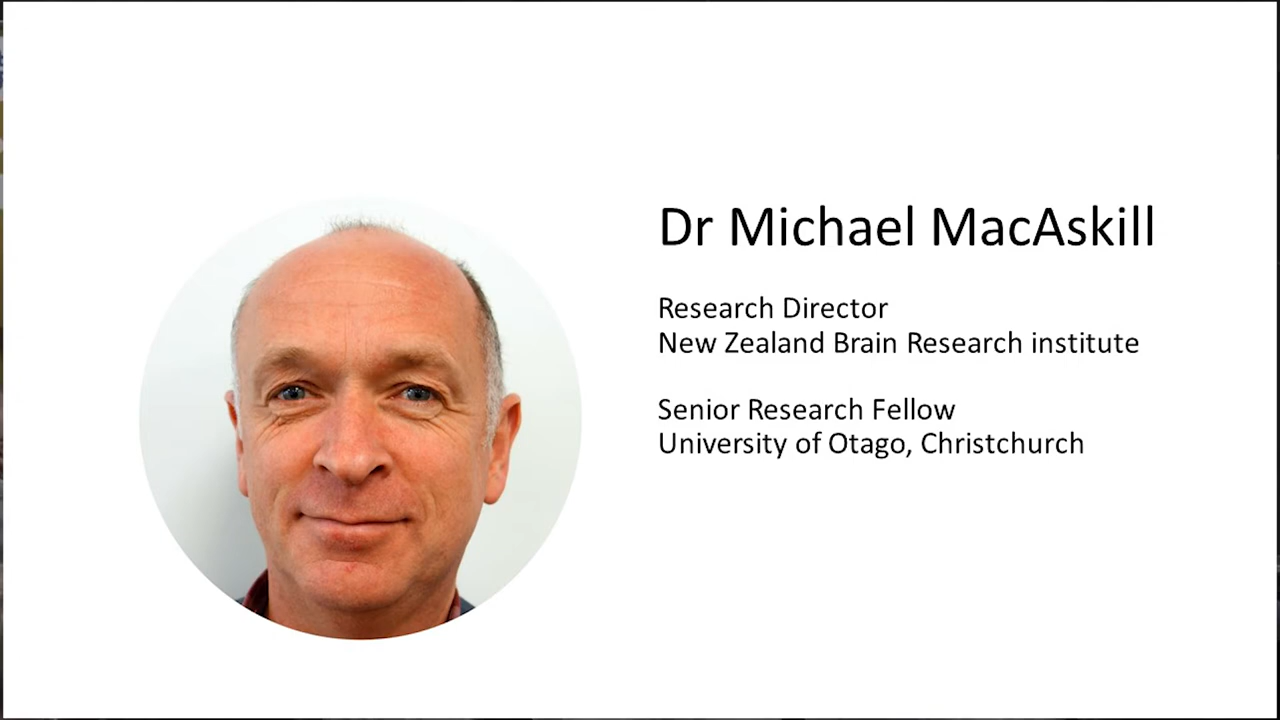 Dr Michael MacAskill
Research Director
New Zealand Brain Research institute
Senior Research Fellow
University of Otago, Christchurch